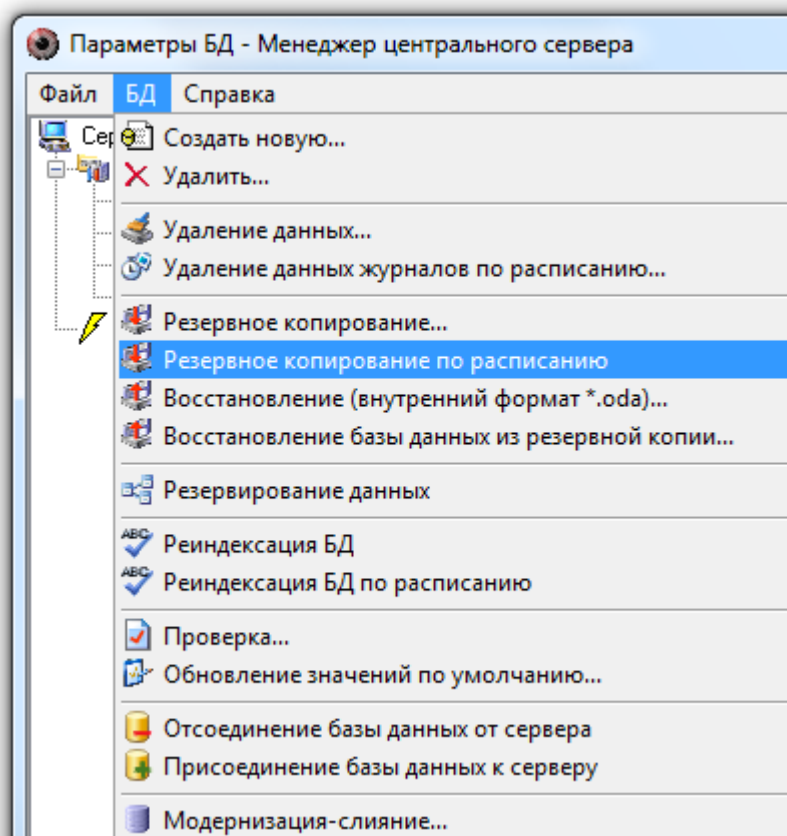 Параметры БД - Менеджер центрального сервера
Файл БД Справка
Сер
Создать новую...
Удалить...
Удаление данных...
Удаление данных журналов по расписанию...
Резервное копирование...
Резервное копирование по расписанию
Восстановление (внутренний формат *.oda)...
Восстановление базы данных из резервной копии...
Резервирование данных
ABC
Реиндексация БД
ABC
Реиндексация БД по расписанию
Проверка...
Обновление значений по умолчанию...
Отсоединение базы данных от сервера
Присоединение базы данных к серверу
Модернизация-слияние...